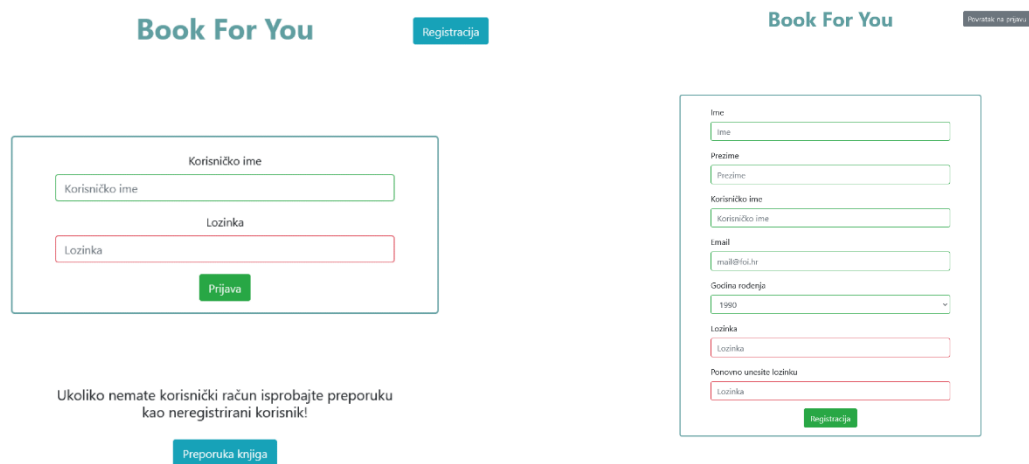 Book For You
Registracija
Korisničko ime
Korisničko ime
Lozinka
Lozinka
Prijava
Ukoliko nemate korisnički račun isprobajte preporuku
kao neregistrirani korisnik!
Preporuka knjiga
Book For You
Povratak na prijavu
Ime
Ime
Prezime
Prezime
Korisničko ime
Korisničko ime
Email
mail@foi.hr
Godina rođenja
1990
Lozinka
Lozinka
Ponovno unesite lozinku
Lozinka
Registracija